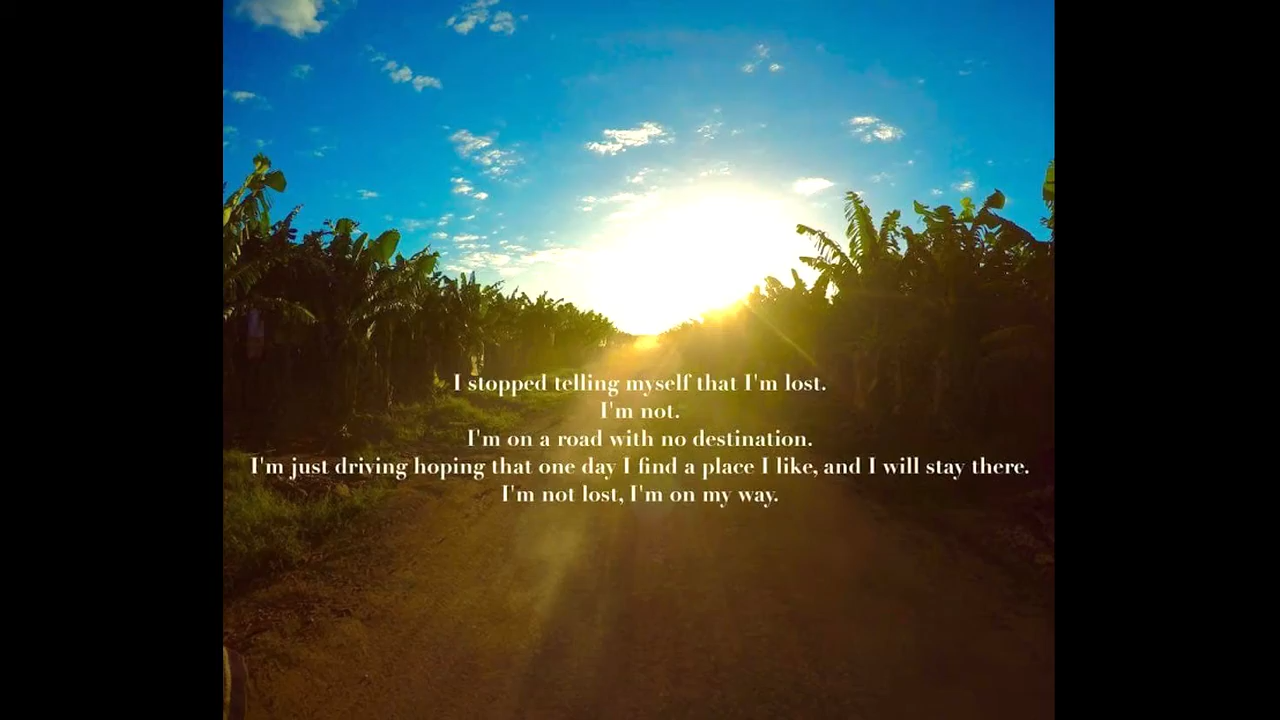 I stopped telling myself that I'm lost.
I'm not.
I'm on a road with no destination.
I'm just driving hoping that one day I find a place I like, and I will stay there.
I'm not lost, I'm on my way.